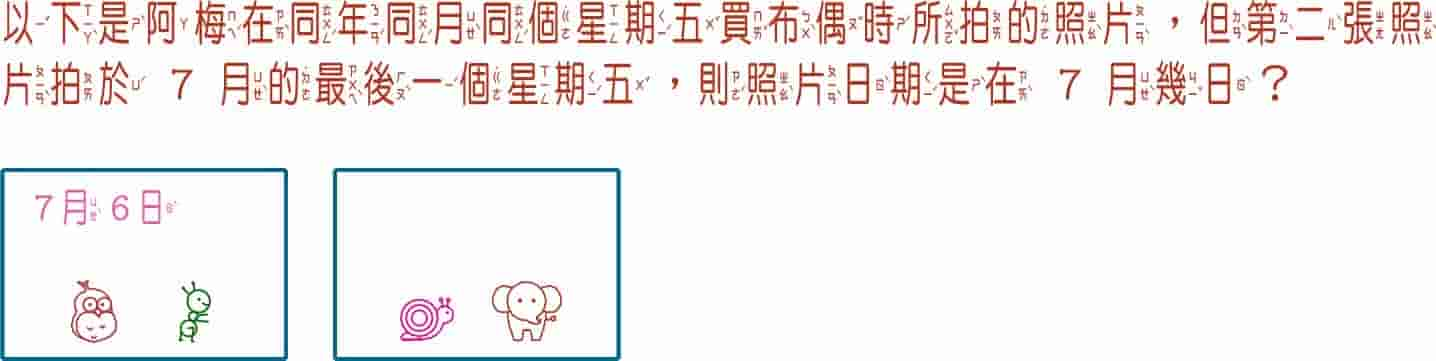 以下是阿梅在同年同月同個星期五買布偶時所拍的照片，但第二張照
片拍於 7 月的最後一個星期五，則照片日期是在 7 月幾日？
7月6日